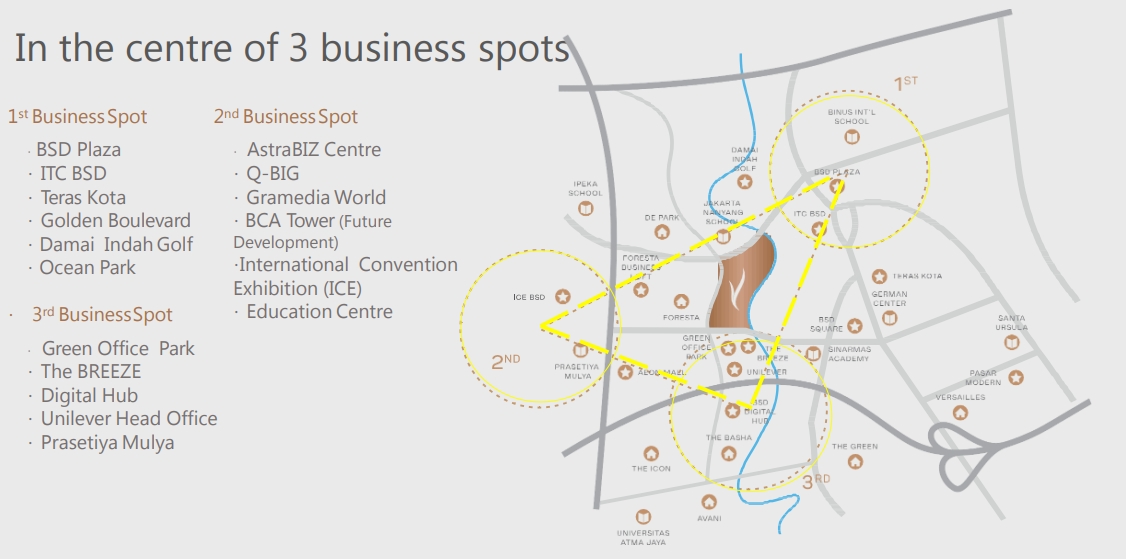 In the centre of 3 business spots
1st Business Spot
· BSD Plaza
· ITC BSD
· Teras Kota
· Golden Boulevard
· Damai Indah Golf
· Ocean Park
2nd Business Spot
· AstraBIZ Centre
· Q-BIG
· Gramedia World
· BCA Tower (Future
Development)
·International Convention
Exhibition (ICE)
· Education Centre
· 3rd Business Spot
· Green Office Park
· The BREEZE
· Digital Hub
· Unilever Head Office
· Prasetiya Mulya
1ST
BINUS INT'L
SCHOOL
DAMAI
INDAH
GOLF
BSD PLAZA
IPEKA
SCHOOL
JAKARTA
NANYANG
SCHOOL
DE PARK
ITC BSD
FORESTA
BUSINESS
LOFT
TERAS KOTA
ICE BSD
GERMAN
CENTER
FORESTA
BSD
SQUARE
SANTA
URSULA
GREEN
OFFICE
PARK
BREEZE
SINARMAS
ACADEMY
2ND
PRASETIYA
MULYA
UNILEVER
PASAR
MODERN
VERSAILLES
BSD
DIGITAL
HUB
THE BASHA
THE GREEN
THE ICON
3RD
AVANI
UNIVERSITAS
ATMA JAYA